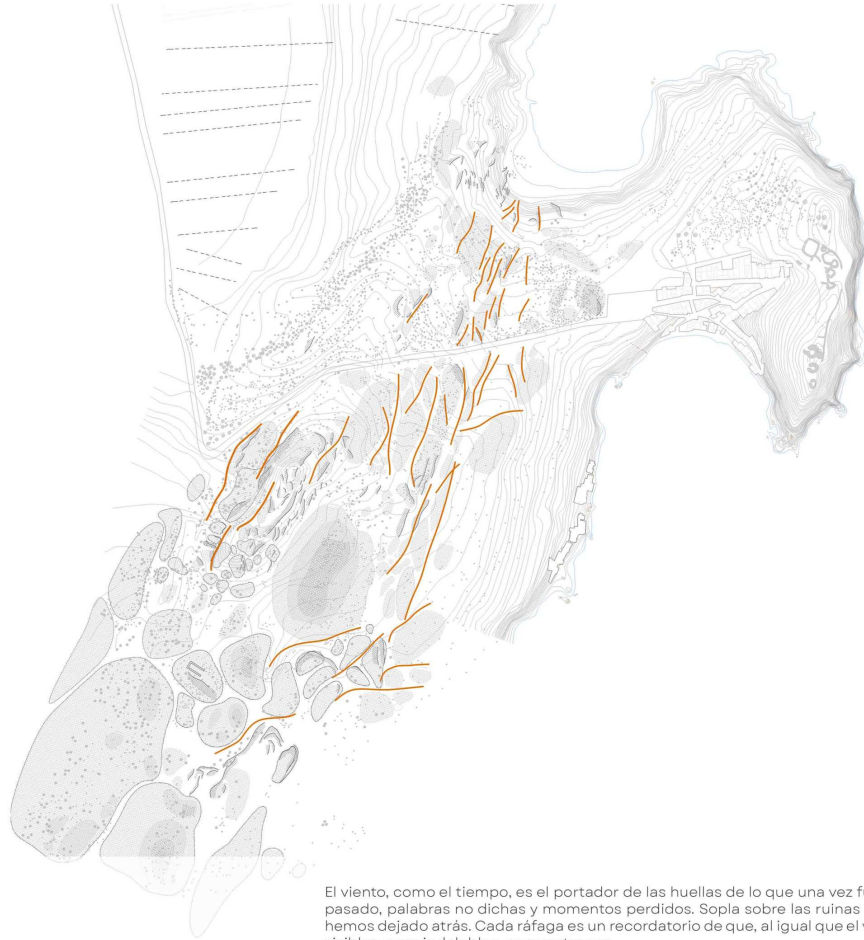 El viento, como el tiempo, es el portador de las huellas de lo que una vez
pasado, palabras no dichas y momentos perdidos. Sopla sobre las ruinas
hemos dejado atrás. Cada ráfaga es un recordatorio de que, al igual que el